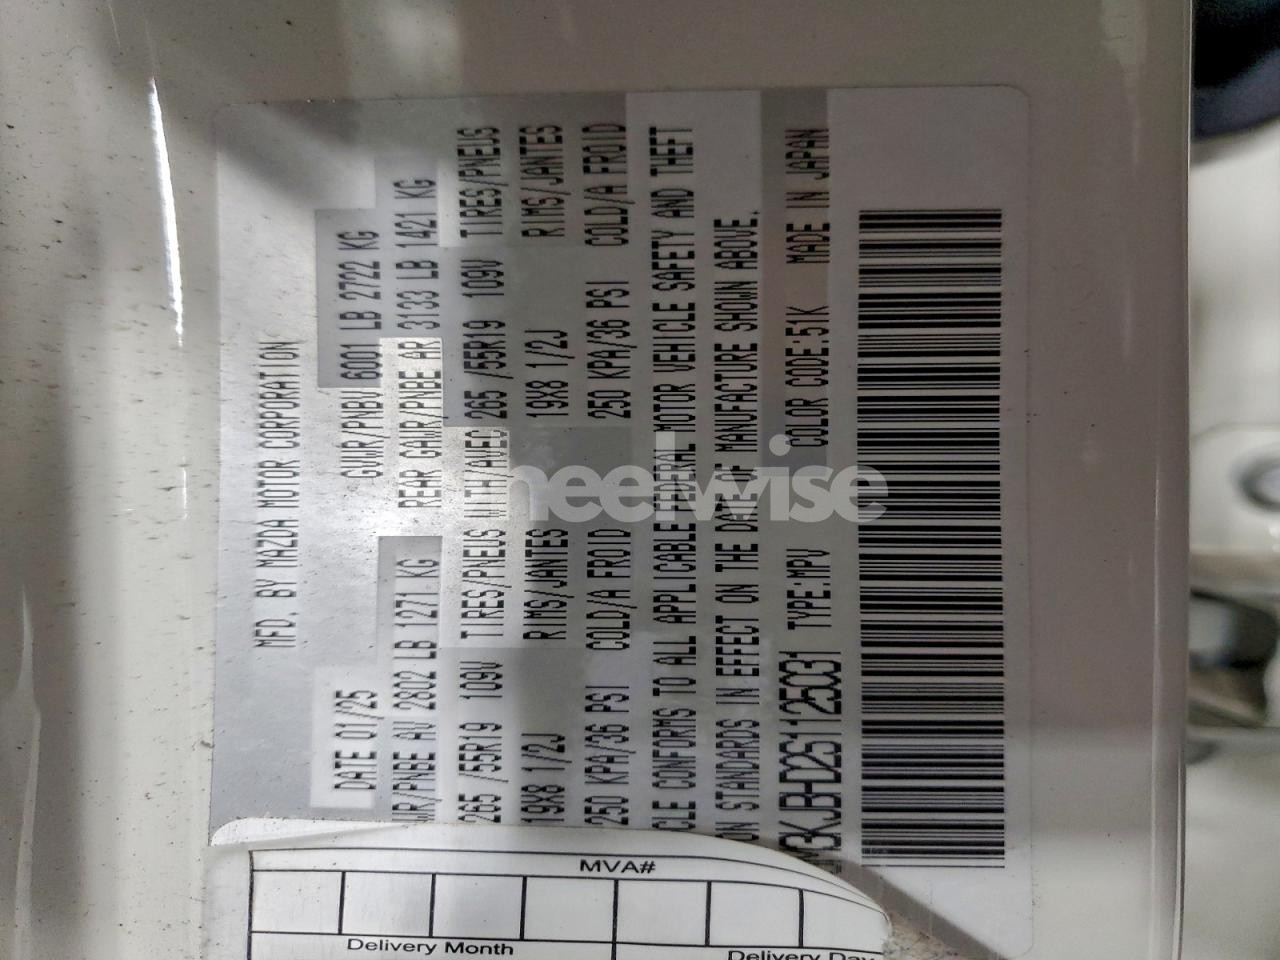 MFD. BY MAZDA MOTOR CORPORATION
DATE 01/25 GVWR/PNBV 6001 LB 2722 KG
WR/PNBE AV 2802 LB 1271 KG REAR GAWR/PNBE AR 3133 LB 1421 KG
265 /55R19 109V TIRES/PNEUS WITH/AVEC 265 /55R19 109V TIRES/PNEUS
19X8 1/2J RIMS/JANTES 19X8 1/2J RIMS/JANTES
250 KPA/36 PSI COLD/A FROID 250 KPA/36 PSI COLD/A FROID
CLE CONFORMS TO ALL APPLICABLE FEDERAL MOTOR VEHICLE SAFETY AND THEFT
ON STANDARDS IN EFFECT ON THE DATE OF MANUFACTURE SHOWN ABOVE.
M3KJBHD2S1125031 TYPE:MPV COLOR CODE:51K MADE IN JAPAN
MVA#
Delivery Month Delivery Day
wheelwise